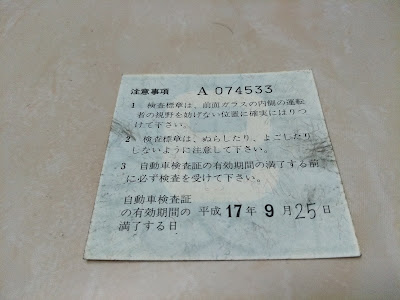 注意事項 A 074533
1 検査標章は、前面ガラスの内側の運転
者の視野を妨げない位置に確実にはりつ
けて下さい。
2 検査標章は、ぬらしたり、よごしたり
しないように注意して下さい。
3 自動車検査証の有効期間の満了する前
に必ず検査を受けて下さい。
自動車検査証
の有効期間の 平成 17 年 9 月 25 日
満了する日